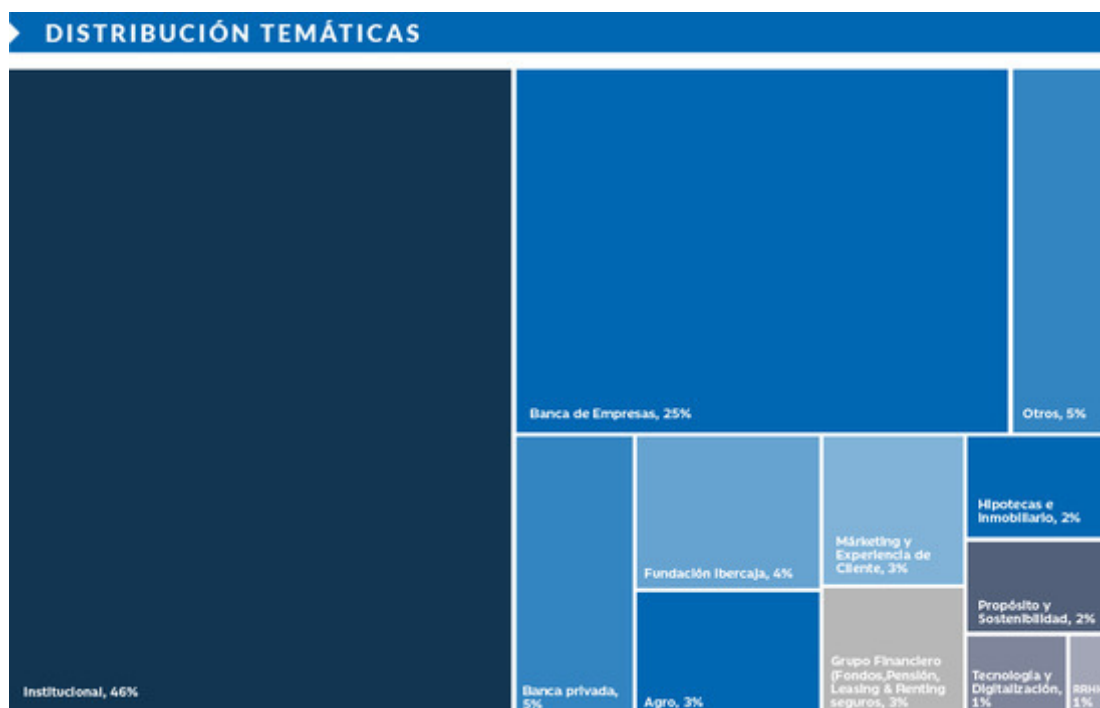 DISTRIBUCIÓN TEMÁTICAS
Institucional, 46%
Banca de Empresas, 25%
Otros, 5%
Banca privada,
5%
Fundación Ibercaja, 4%
Agro, 3%
Márketing y
Experiencia de
Cliente, 3%
Grupo Financiero
(Fondos,Pensión,
Leasing & Renting
seguros, 3%
Hipotecas e
Inmobiliario, 2%
Propósito y
Sostenibilidad, 2%
Tecnología y
Digitalización,
1%
1%